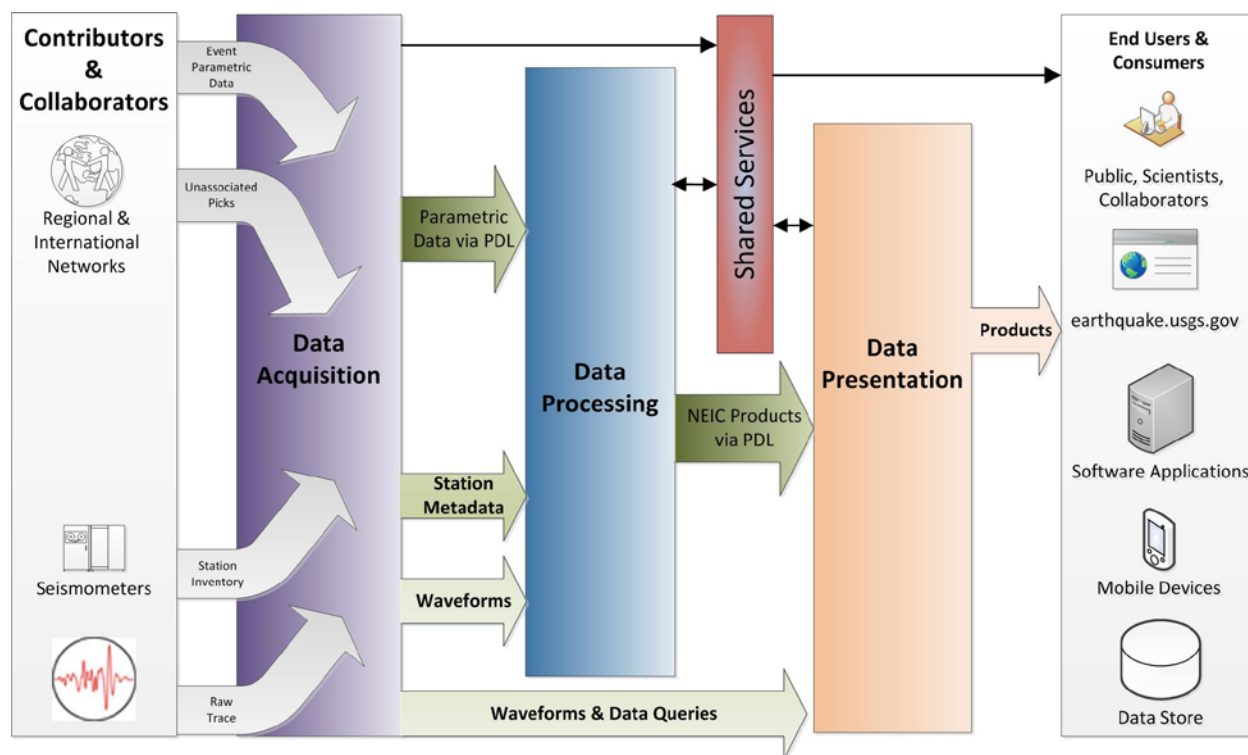 Contributors
&
Collaborators
Regional &
International
Networks
Seismometers
Event
Parametric
Data
Unassociated
Picks
Station
Inventory
Raw
Trace
Data
Acquisition
Parametric
Data via PDL
Station
Metadata
Waveforms
Waveforms & Data Queries
Data
Processing
Shared Services
NEIC Products
via PDL
Data
Presentation
Products
End Users &
Consumers
Public, Scientists,
Collaborators
earthquake.usgs.gov
Software Applications
Mobile Devices
Data Store